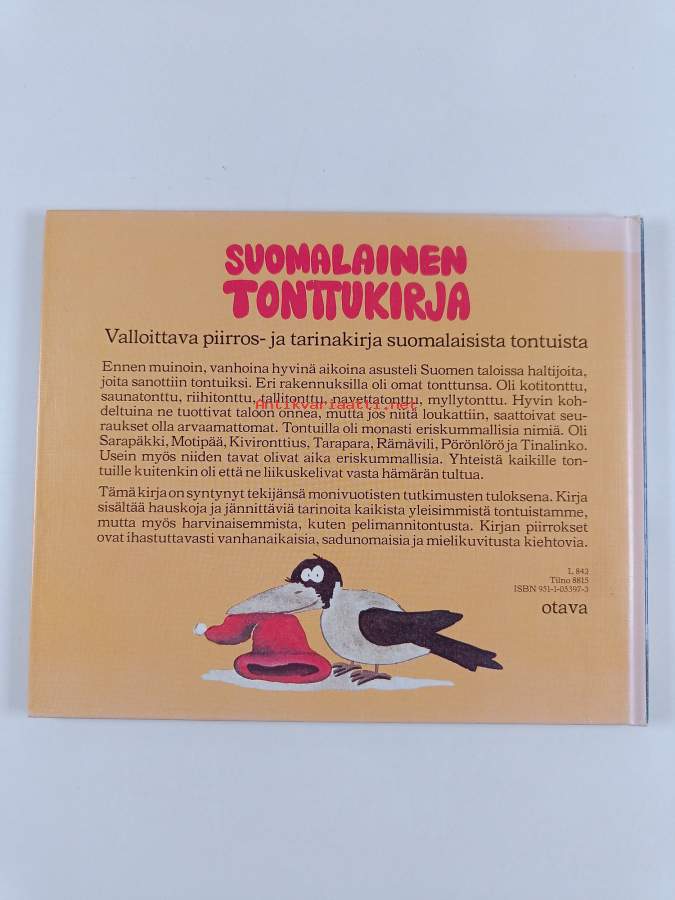 SUOMALAINEN
TONTTUKIRJA
Valloittava piirros- ja tarinakirja suomalaisista tontuista
Ennen muinoin, vanhoina hyvinä aikoina asusteli Suomen taloissa haltijoita,
joita sanottiin tontuiksi. Eri rakennuksilla oli omat tonttunsa. Oli kotitonttu,
saunatonttu, riihitonttu, tallitonttu, navettatonttu, myllytonttu. Hyvin koh-
Antikvariaatti.net
deltuina ne tuottivat taloon onnea, mutta jos niitä loukattiin, saattoivat seu-
raukset olla arvaamattomat. Tontuilla oli monasti eriskummallisia nimiä. Oli
Sarapäkki, Motipää, Kivironttius, Tarapara, Rämävili, Pörönlörö ja Tinalinko.
Usein myös niiden tavat olivat aika eriskummallisia. Yhteistä kaikille ton-
tuille kuitenkin oli että ne liikuskelivat vasta hämärän tultua.
Tämä kirja on syntynyt tekijänsä monivuotisten tutkimusten tuloksena. Kirja
sisältää hauskoja ja jännittäviä tarinoita kaikista yleisimmistä tontuistamme,
mutta myös harvinaisemmista, kuten pelimannitontusta. Kirjan piirrokset
ovat ihastuttavasti vanhanaikaisia, sadunomaisia ja mielikuvitusta kiehtovia.
L 842
Tilno 8815
ISBN 951-1-05397-3
otava